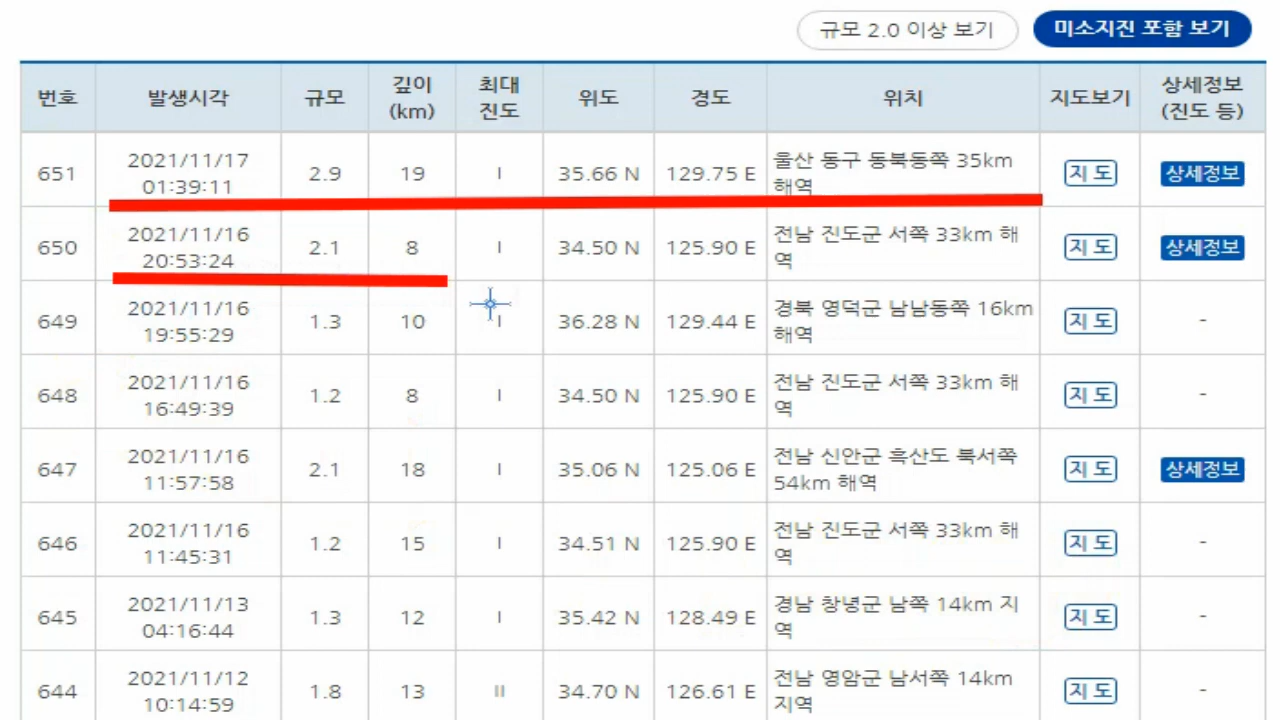 규모 2.0 이상 보기 미소지진 포함 보기
번호 발생시각 규모 깊이 (km) 최대 진도 위도 경도 위치 지도보기 상세정보 (진도 등)
651 2021/11/17 01:39:11 2.9 19 I 35.66 N 129.75 E 울산 동구 동북동쪽 35km 해역 지 도 상세정보
650 2021/11/16 20:53:24 2.1 8 I 34.50 N 125.90 E 전남 진도군 서쪽 33km 해역 지 도 상세정보
649 2021/11/16 19:55:29 1.3 10 I 36.28 N 129.44 E 경북 영덕군 남남동쪽 16km 해역 지 도 -
648 2021/11/16 16:49:39 1.2 8 I 34.50 N 125.90 E 전남 진도군 서쪽 33km 해역 지 도 -
647 2021/11/16 11:57:58 2.1 18 I 35.06 N 125.06 E 전남 신안군 흑산도 북서쪽 54km 해역 지 도 상세정보
646 2021/11/16 11:45:31 1.2 15 I 34.51 N 125.90 E 전남 진도군 서쪽 33km 해역 지 도 -
645 2021/11/13 04:16:44 1.3 12 I 35.42 N 128.49 E 경남 창녕군 남쪽 14km 지역 지 도 -
644 2021/11/12 10:14:59 1.8 13 II 34.70 N 126.61 E 전남 영암군 남서쪽 14km 지역 지 도 -